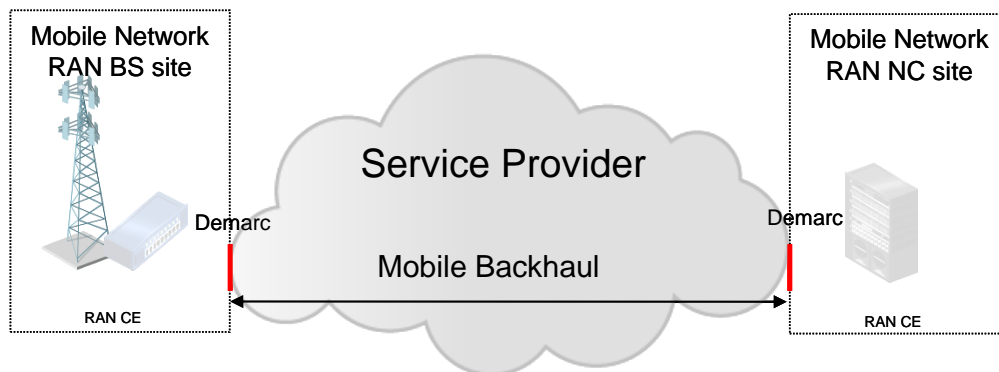 Mobile Network
RAN BS site
Mobile Network
RAN NC site
Service Provider
Demarc
Demarc
Mobile Backhaul
RAN CE
RAN CE